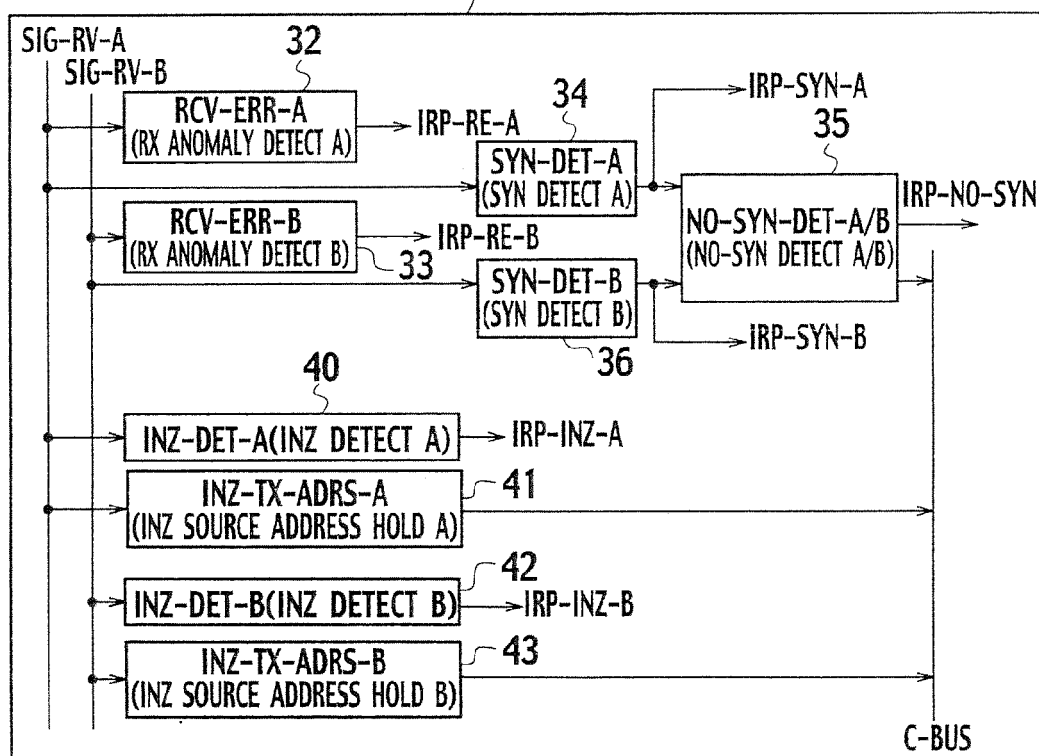 SIG-RV-A
SIG-RV-B
32
RCV-ERR-A
(RX ANOMALY DETECT A)
IRP-RE-A
34
SYN-DET-A
(SYN DETECT A)
IRP-SYN-A
35
NO-SYN-DET-A/B
(NO-SYN DETECT A/B)
IRP-NO-SYN
RCV-ERR-B
(RX ANOMALY DETECT B)
33
IRP-RE-B
SYN-DET-B
(SYN DETECT B)
36
IRP-SYN-B
40
INZ-DET-A(INZ DETECT A)
IRP-INZ-A
INZ-TX-ADRS-A
(INZ SOURCE ADDRESS HOLD A)
41
42
INZ-DET-B(INZ DETECT B)
IRP-INZ-B
INZ-TX-ADRS-B
(INZ SOURCE ADDRESS HOLD B)
43
C-BUS